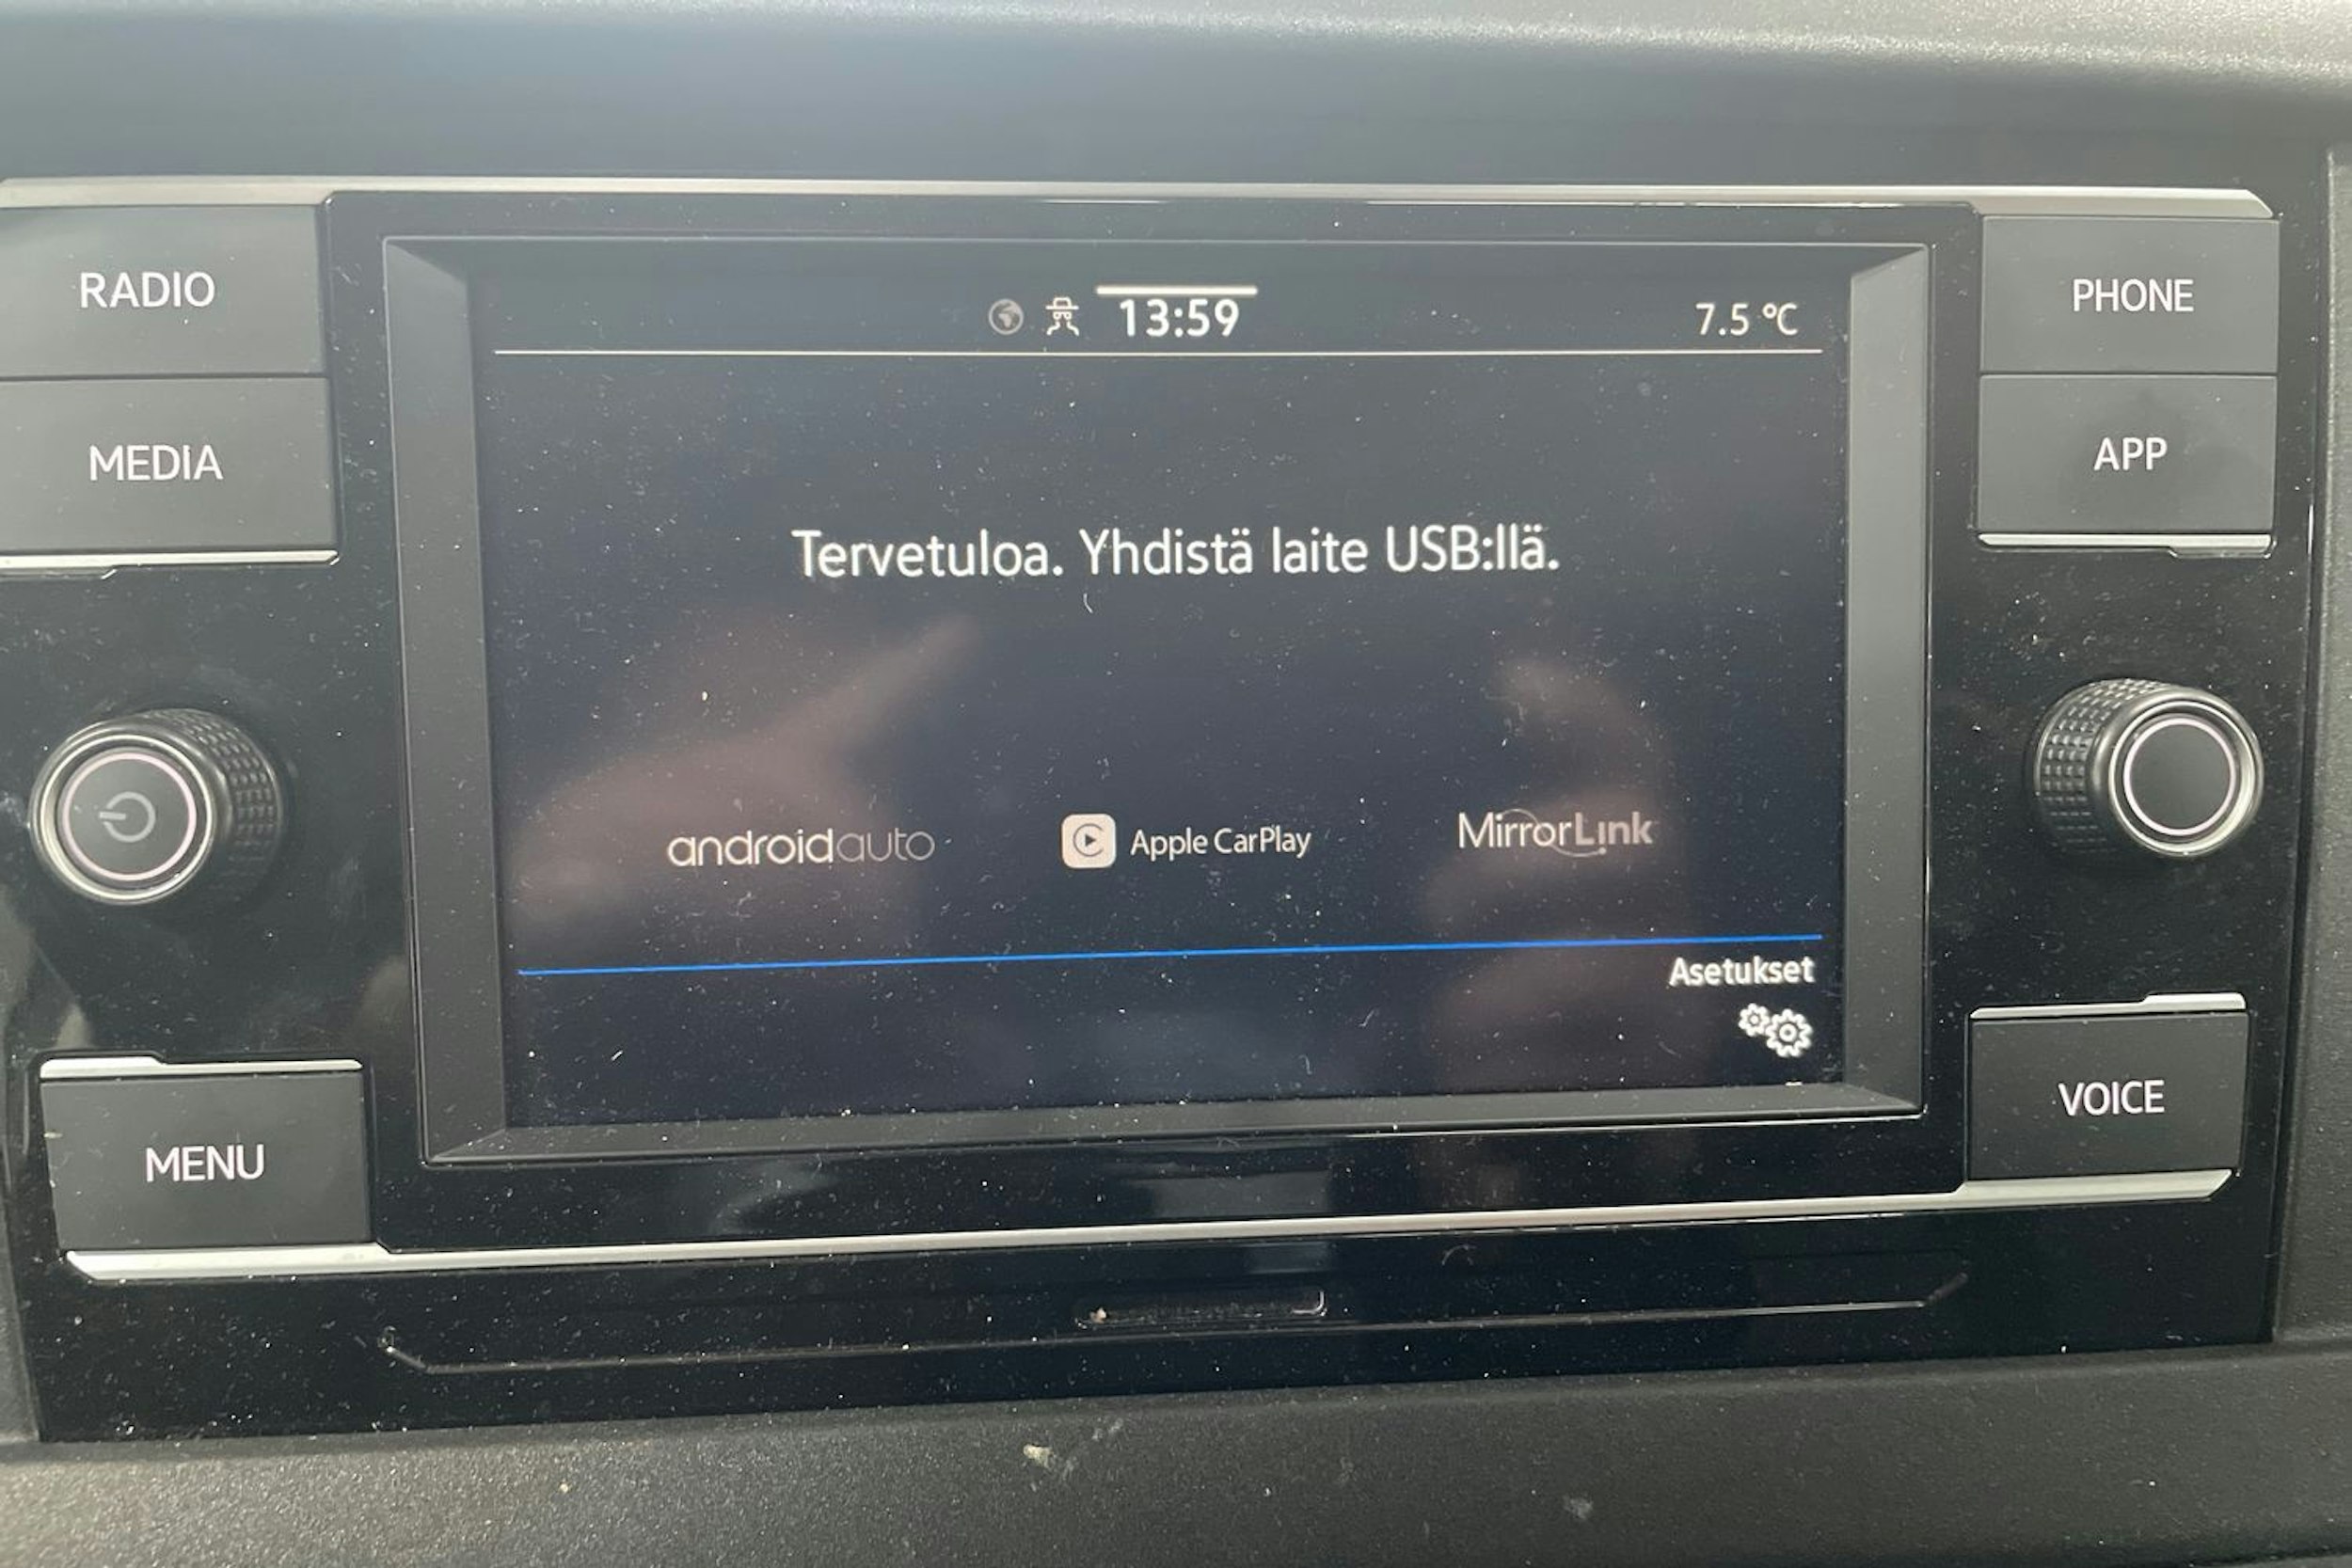 RADIO
MEDIA
MENU
13:59
7.5 °C
Tervetuloa. Yhdistä laite USB:llä.
androidauto
Apple CarPlay
MirrorLink
Asetukset
PHONE
APP
VOICE